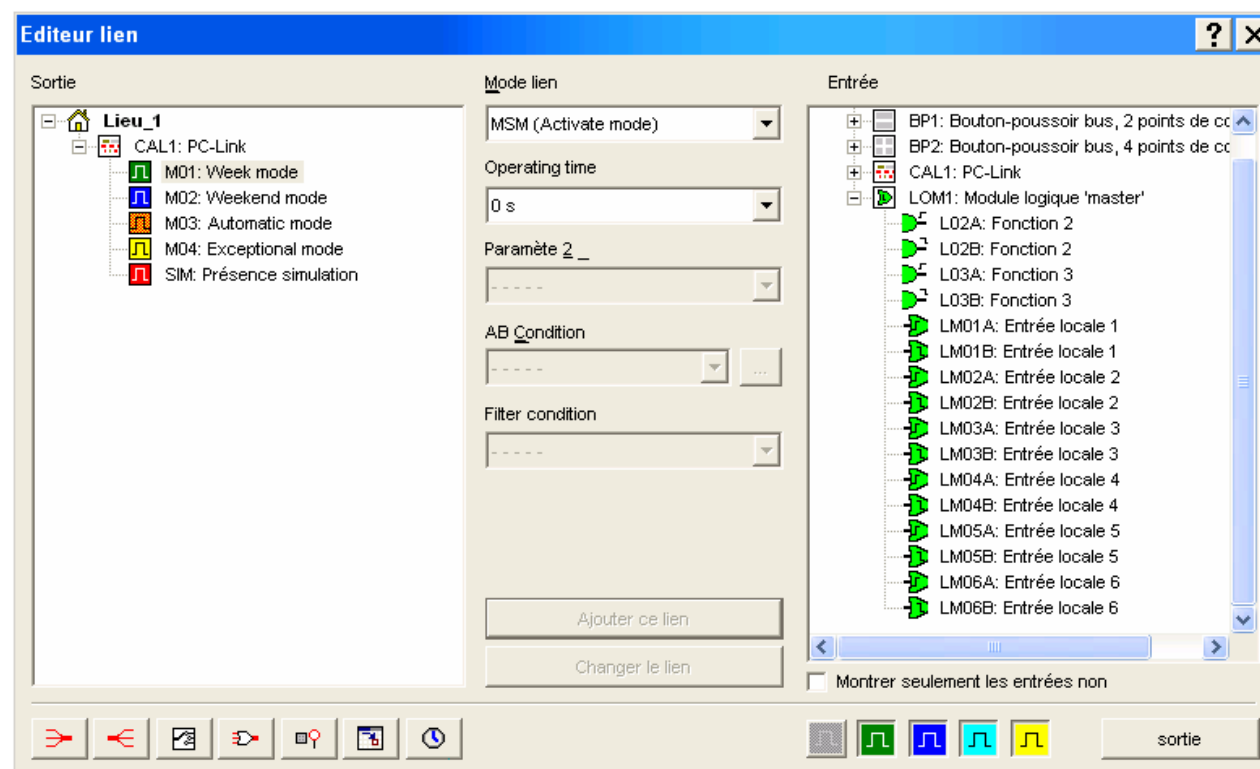 Editeur lien
Sortie
Lieu_1
CAL1: PC-Link
M01: Week mode
M02: Weekend mode
M03: Automatic mode
M04: Exceptional mode
SIM: Présence simulation
Mode lien
MSM (Activate mode)
Operating time
0 s
Paramète 2 _
- - - - -
AB Condition
- - - - -
...
Filter condition
- - - - -
Ajouter ce lien
Changer le lien
Entrée
BP1: Bouton-poussoir bus, 2 points de cc
BP2: Bouton-poussoir bus, 4 points de cc
CAL1: PC-Link
LOM1: Module logique 'master'
L02A: Fonction 2
L02B: Fonction 2
L03A: Fonction 3
L03B: Fonction 3
LM01A: Entrée locale 1
LM01B: Entrée locale 1
LM02A: Entrée locale 2
LM02B: Entrée locale 2
LM03A: Entrée locale 3
LM03B: Entrée locale 3
LM04A: Entrée locale 4
LM04B: Entrée locale 4
LM05A: Entrée locale 5
LM05B: Entrée locale 5
LM06A: Entrée locale 6
LM06B: Entrée locale 6
Montrer seulement les entrées non
sortie